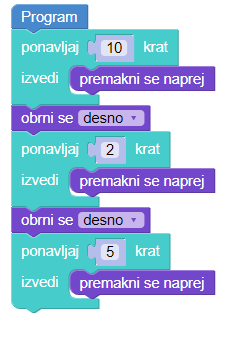 Program
ponavljaj 10 krat
izvedi premakni se naprej
obrni se desno
ponavljaj 2 krat
izvedi premakni se naprej
obrni se desno
ponavljaj 5 krat
izvedi premakni se naprej